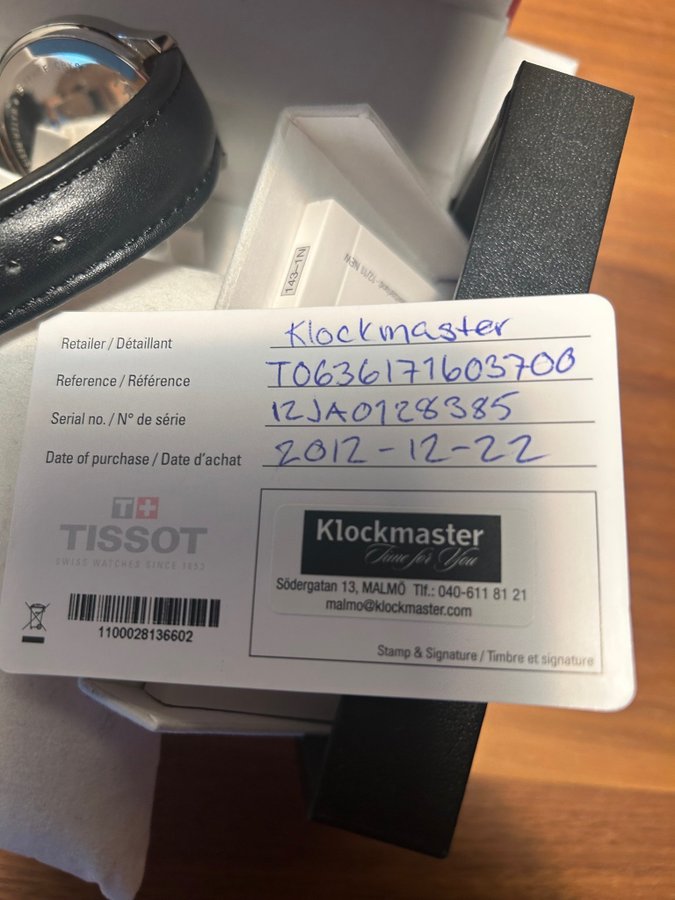 143-1N
Retailer / Détaillant Klockmaster
Reference / Référence T0636171603700
Serial no. / N° de série 12JA0128385
Date of purchase / Date d'achat 2012-12-22
T+
TISSOT
SWISS WATCHES SINCE 1853
Klockmaster
Time for You
Södergatan 13, MALMÖ Tlf.: 040-611 81 21
malmo@klockmaster.com
1100028136602
Stamp & Signature / Timbre et signature